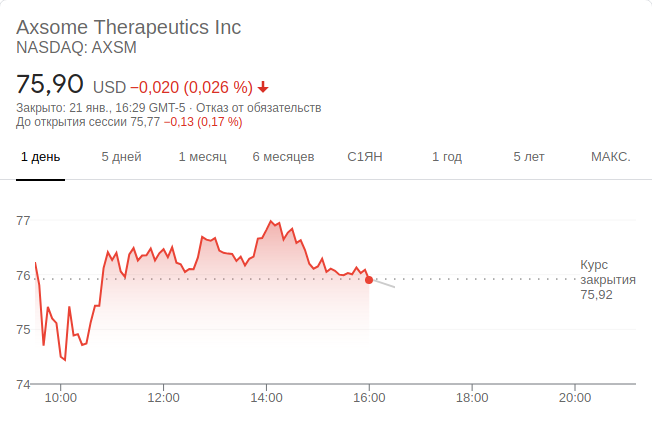 Axsome Therapeutics Inc
NASDAQ: AXSM
75,90 USD −0,020 (0,026 %)
Закрыто: 21 янв., 16:29 GMT-5 · Отказ от обязательств
До открытия сессии 75,77 −0,13 (0,17 %)
1 день 5 дней 1 месяц 6 месяцев С1ЯН 1 год 5 лет МАКС.
77
76
75
74
Курс
закрытия
75,92
10:00 12:00 14:00 16:00 18:00 20:00